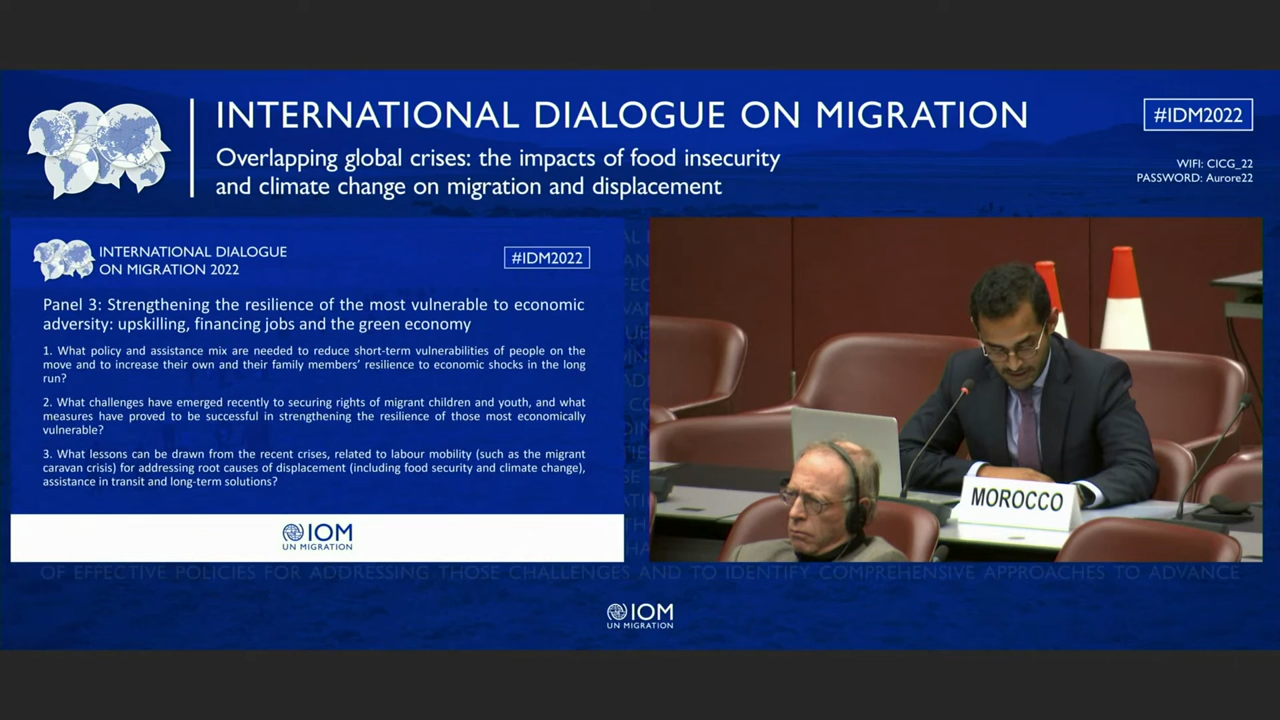 INTERNATIONAL DIALOGUE ON MIGRATION
Overlapping global crises: the impacts of food insecurity
and climate change on migration and displacement
#IDM2022
WIFI: CICG_22
PASSWORD: Aurore22
INTERNATIONAL DIALOGUE
ON MIGRATION 2022
#IDM2022
Panel 3: Strengthening the resilience of the most vulnerable to economic
adversity: upskilling, financing jobs and the green economy
1. What policy and assistance mix are needed to reduce short-term vulnerabilities of people on the
move and to increase their own and their family members’ resilience to economic shocks in the long
run?
2. What challenges have emerged recently to securing rights of migrant children and youth, and what
measures have proved to be successful in strengthening the resilience of those most economically
vulnerable?
3. What lessons can be drawn from the recent crises, related to labour mobility (such as the migrant
caravan crisis) for addressing root causes of displacement (including food security and climate change),
assistance in transit and long-term solutions?
IOM
UN MIGRATION
MOROCCO
OF EFFECTIVE POLICIES FOR ADDRESSING THOSE CHALLENGES AND TO IDENTIFY COMPREHENSIVE APPROACHES TO ADVANCE
IOM
UN MIGRATION